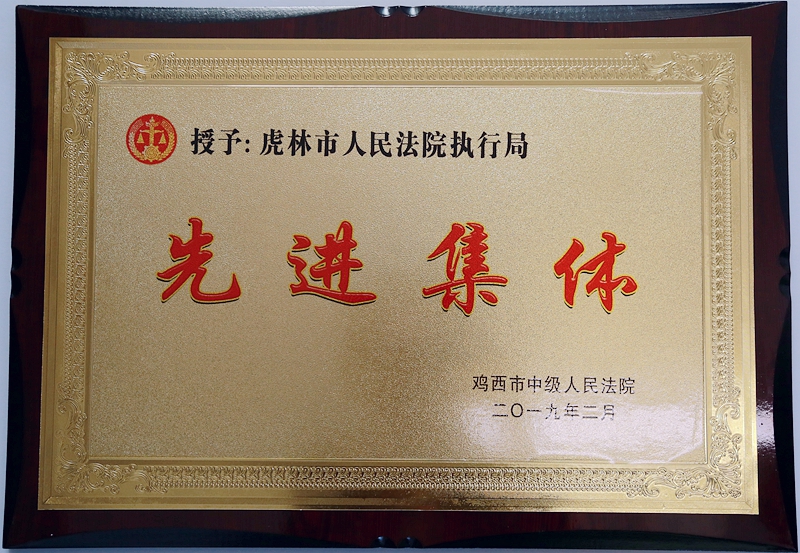 授予:虎林市人民法院执行局
先进集体
鸡西市中级人民法院
二〇一九年二月